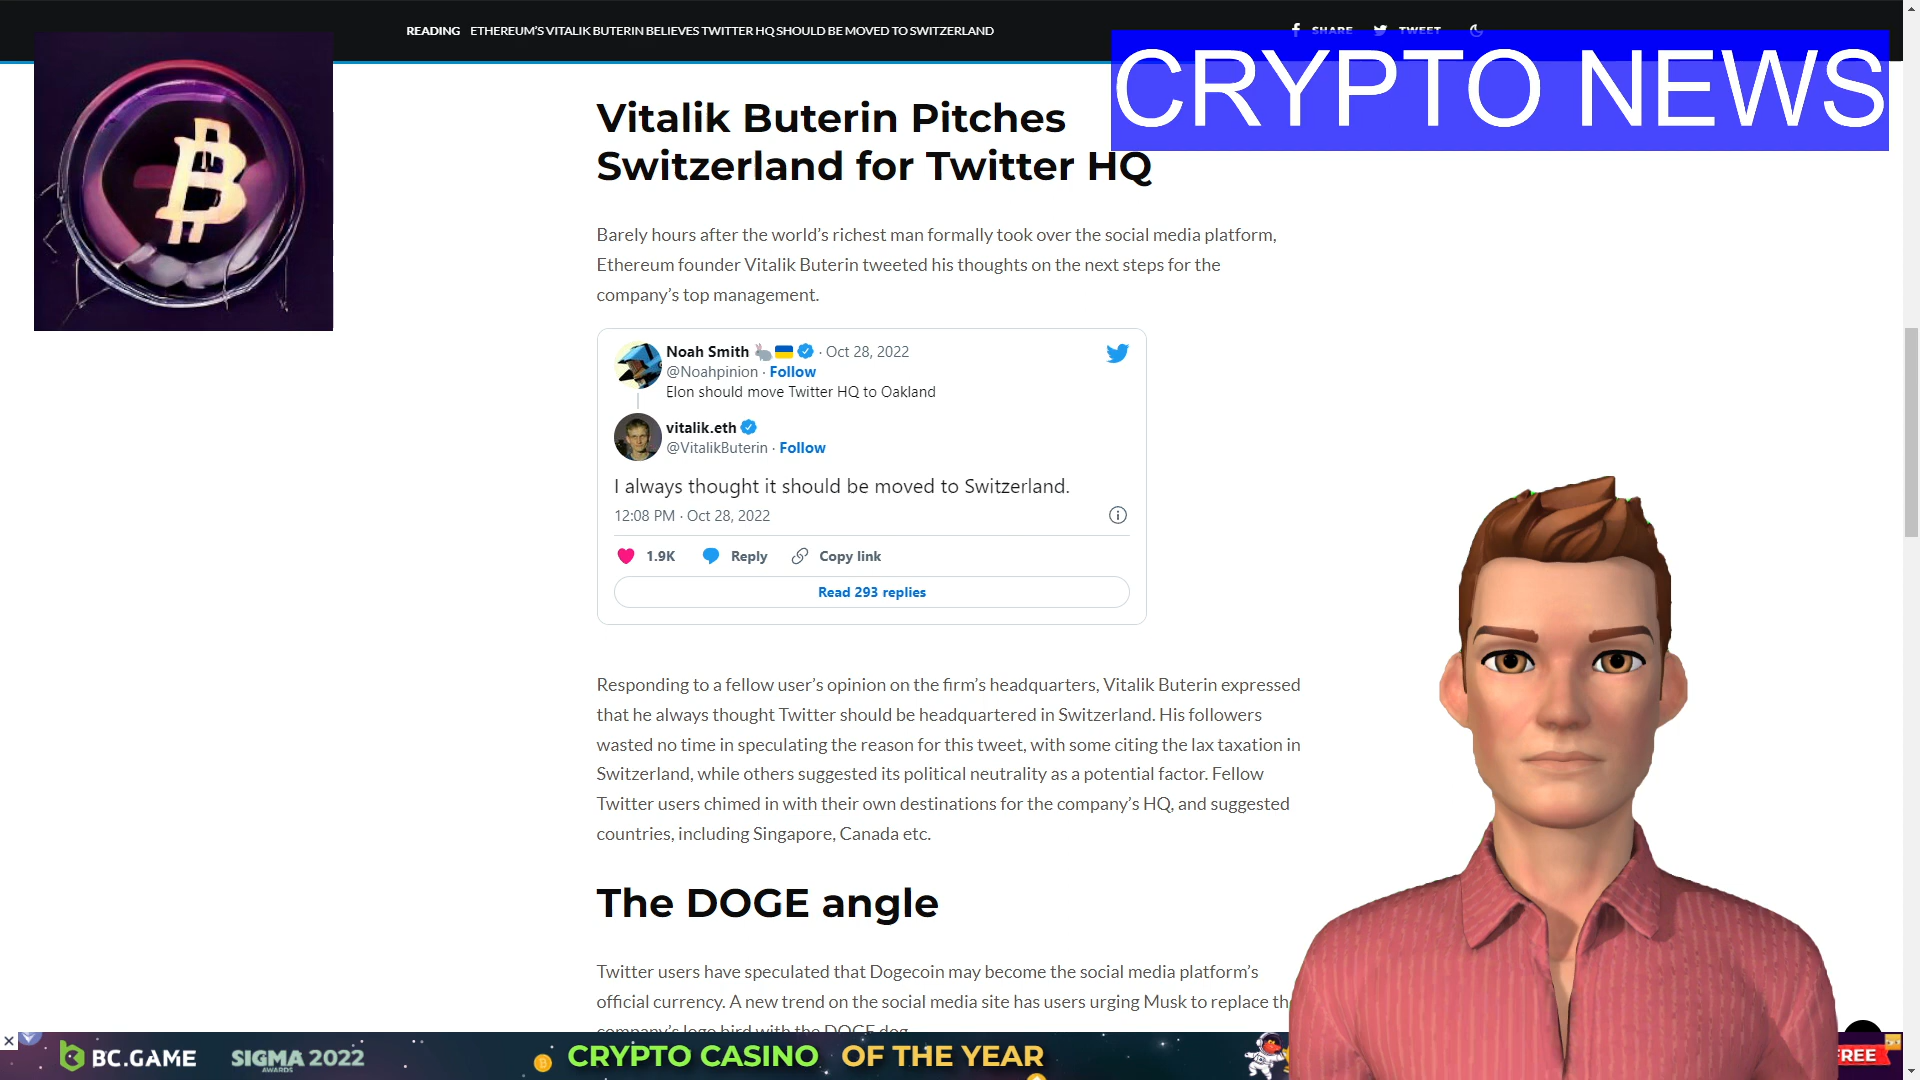 READING ETHEREUM'S VITALIK BUTERIN BELIEVES TWITTER HQ SHOULD BE MOVED TO SWITZERLAND
SHARE TWEET
CRYPTO NEWS
Vitalik Buterin Pitches
Switzerland for Twitter HQ
Barely hours after the world's richest man formally took over the social media platform,
Ethereum founder Vitalik Buterin tweeted his thoughts on the next steps for the
company's top management.
Noah Smith · Oct 28, 2022
@Noahpinion · Follow
Elon should move Twitter HQ to Oakland
vitalik.eth
@VitalikButerin · Follow
I always thought it should be moved to Switzerland.
12:08 PM · Oct 28, 2022
1.9K Reply Copy link
Read 293 replies
Responding to a fellow user's opinion on the firm's headquarters, Vitalik Buterin expressed
that he always thought Twitter should be headquartered in Switzerland. His followers
wasted no time in speculating the reason for this tweet, with some citing the lax taxation in
Switzerland, while others suggested its political neutrality as a potential factor. Fellow
Twitter users chimed in with their own destinations for the company's HQ, and suggested
countries, including Singapore, Canada etc.
The DOGE angle
Twitter users have speculated that Dogecoin may become the social media platform's
official currency. A new trend on the social media site has users urging Musk to replace the
company's logo bird with the DOGE dog.
BC.GAME SIGMA 2022 AWARDS CRYPTO CASINO OF THE YEAR FREE